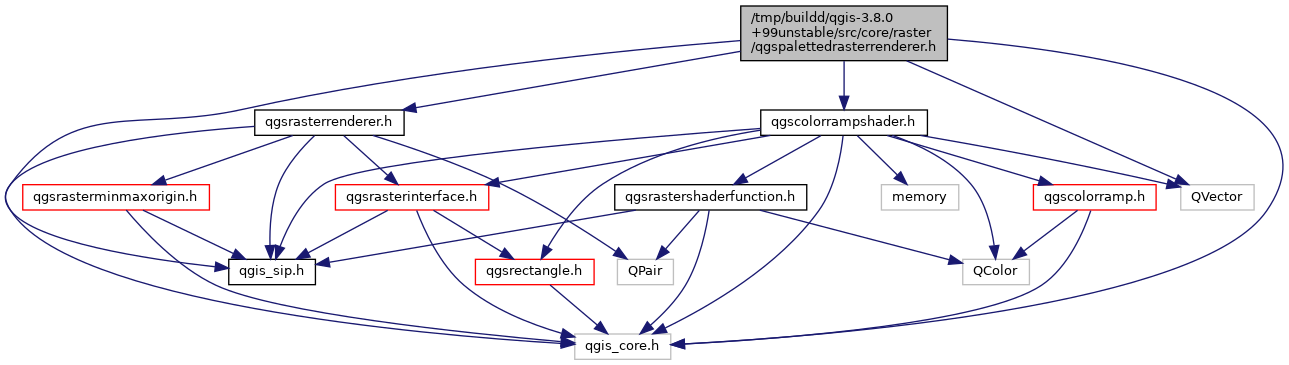 /tmp/buildd/qgis-3.8.0
+99unstable/src/core/raster
/qgspalettedrasterrenderer.h
qgsrasterrenderer.h
qgscolorrampshader.h
qgsrasterminmaxorigin.h
qgsrasterinterface.h
qgsrastershaderfunction.h
memory
qgscolorramp.h
QVector
qgis_sip.h
qgsrectangle.h
QPair
QColor
qgis_core.h